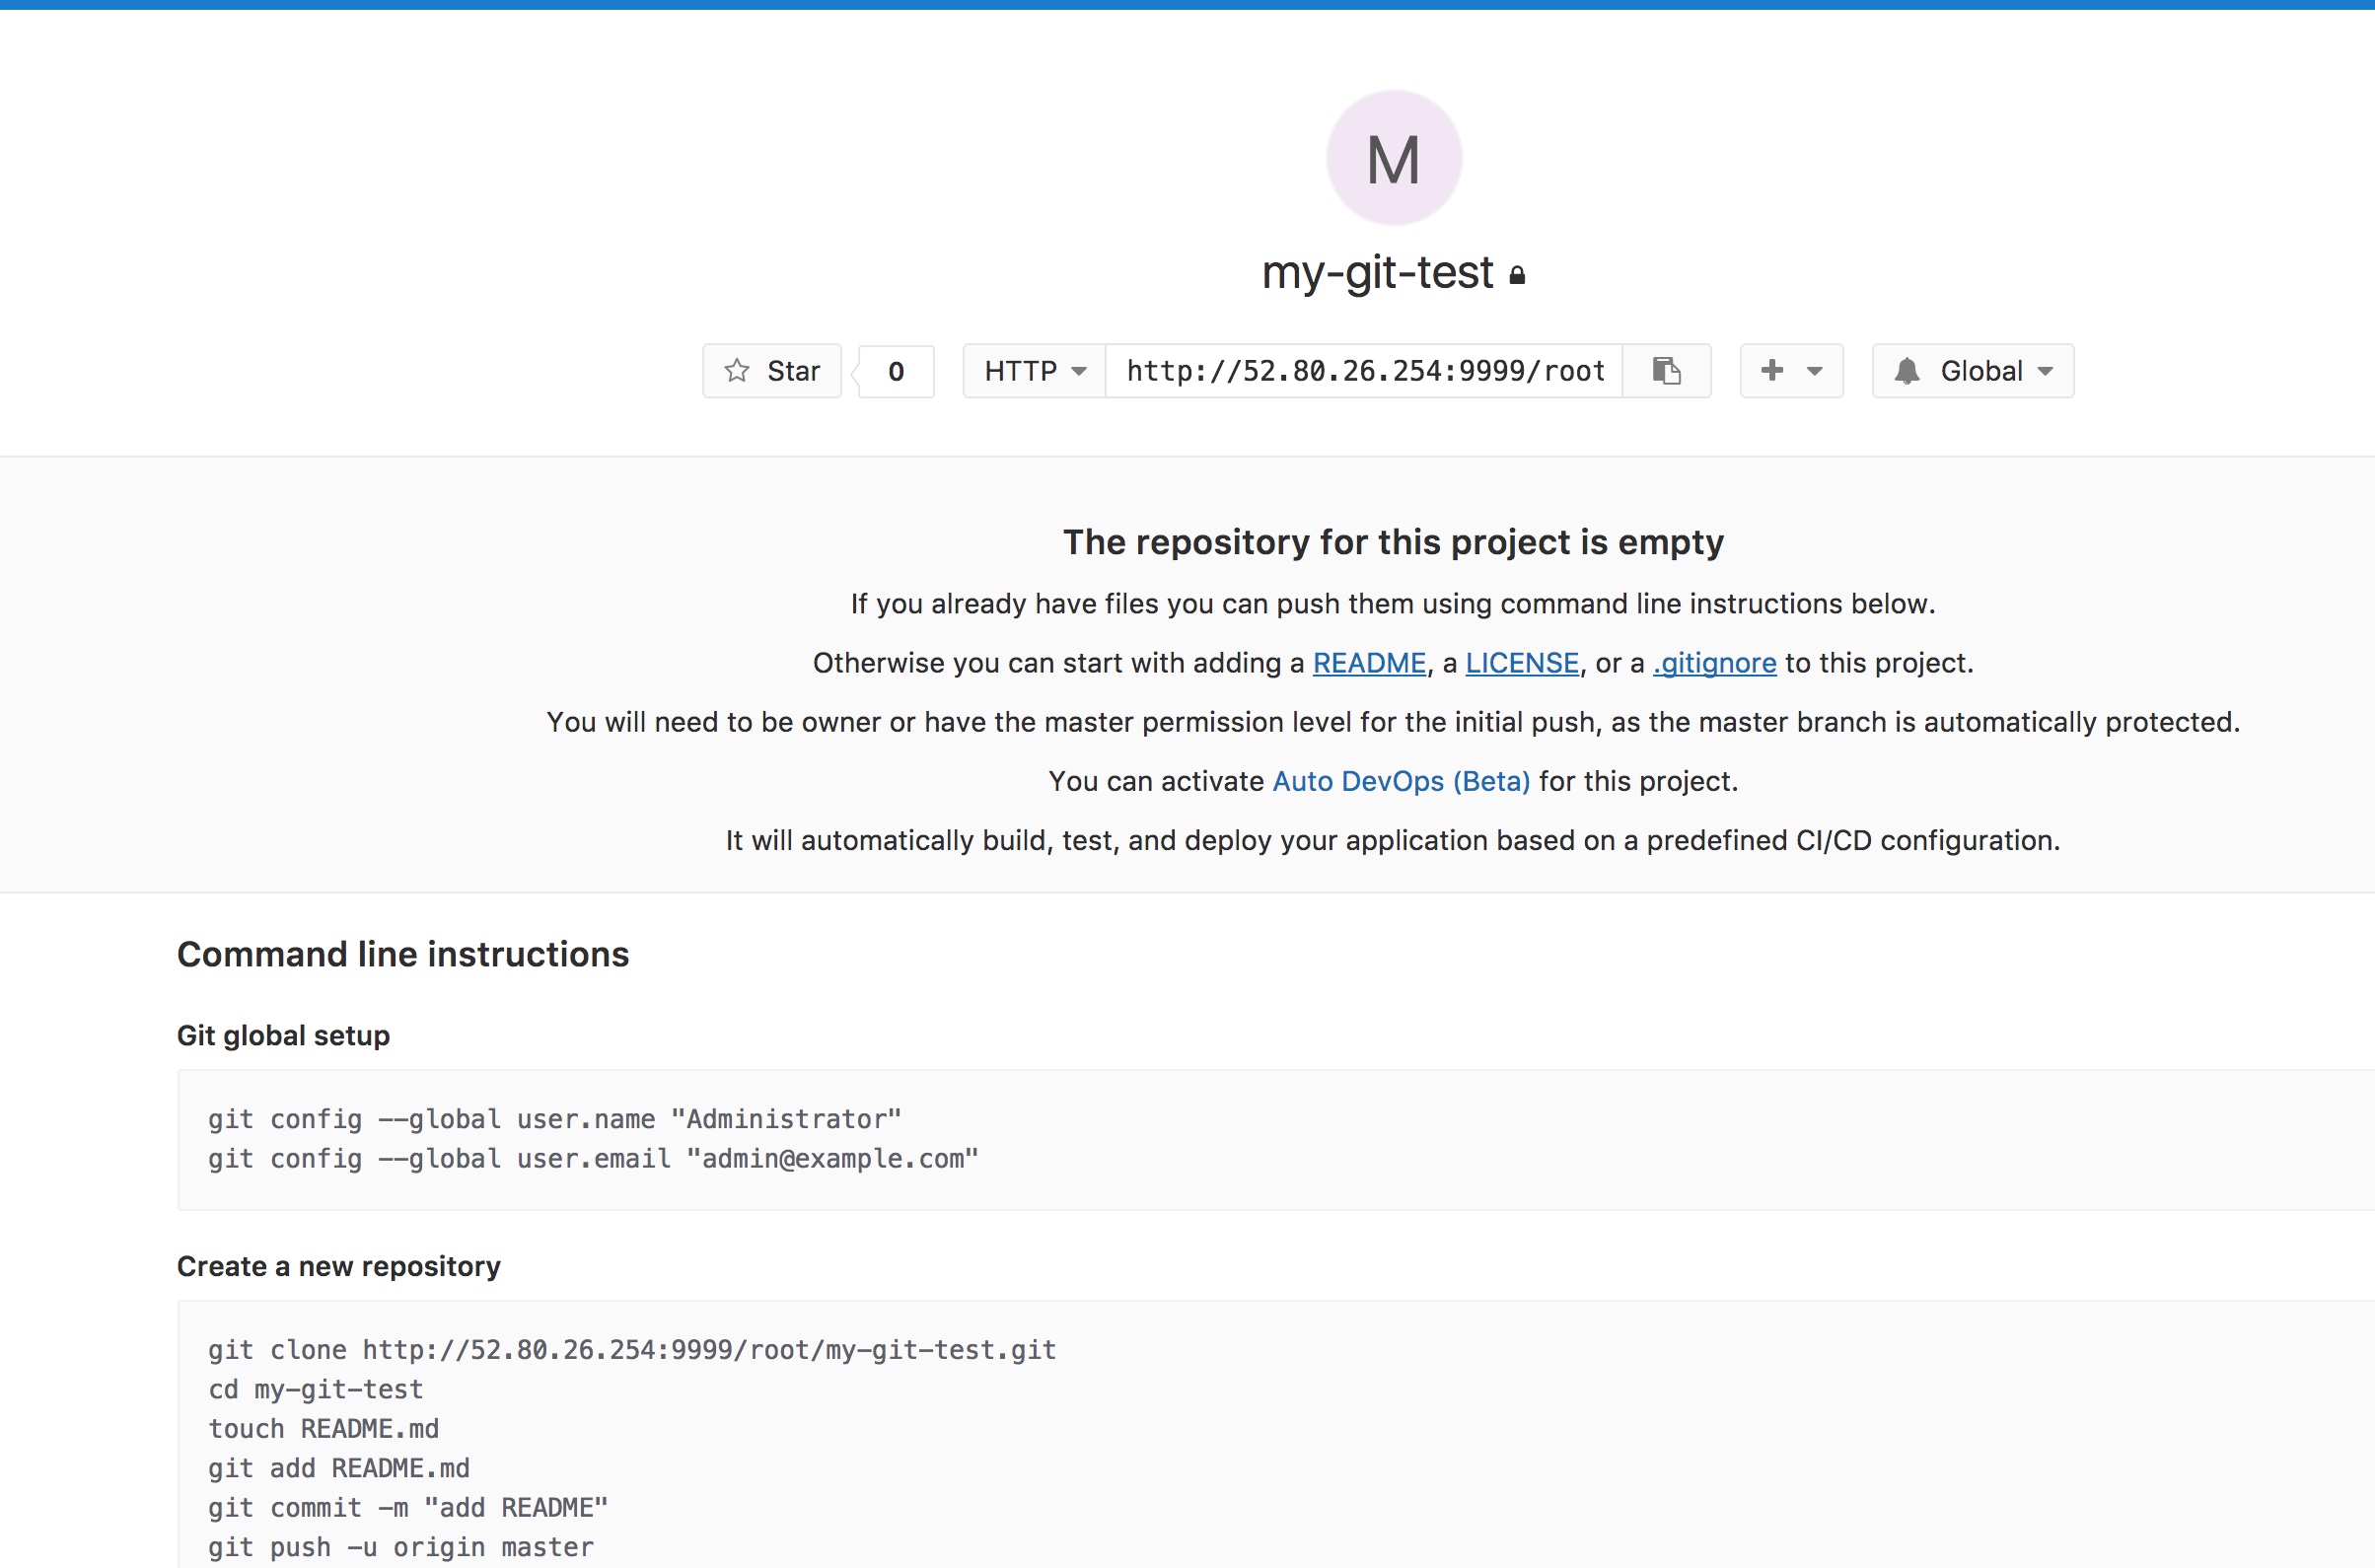 M
my-git-test
Star 0 HTTP http://52.80.26.254:9999/root Global
The repository for this project is empty
If you already have files you can push them using command line instructions below.
Otherwise you can start with adding a README, a LICENSE, or a .gitignore to this project.
You will need to be owner or have the master permission level for the initial push, as the master branch is automatically protected.
You can activate Auto DevOps (Beta) for this project.
It will automatically build, test, and deploy your application based on a predefined CI/CD configuration.
Command line instructions
Git global setup
git config --global user.name "Administrator"
git config --global user.email "admin@example.com"
Create a new repository
git clone http://52.80.26.254:9999/root/my-git-test.git
cd my-git-test
touch README.md
git add README.md
git commit -m "add README"
git push -u origin master